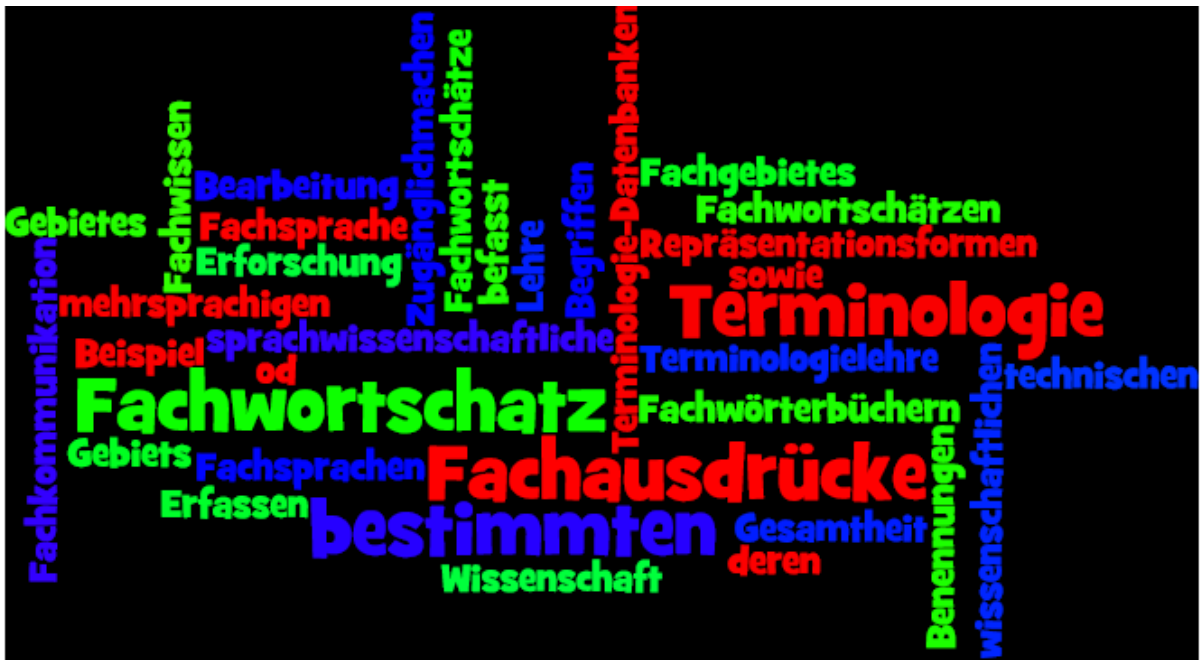 Zugänglichmachen
Fachwortschätze
Terminologie-Datenbanken
Fachwissen
Bearbeitung
Fachgebietes
Begriffen
befasst
Fachwortschätzen
Gebietes
Fachsprache
Lehre
Repräsentationsformen
Erforschung
sowie
Fachkommunikation
mehrsprachigen
Terminologie
sprachwissenschaftliche
Beispiel
Terminologielehre
od
technischen
wissenschaftlichen
Fachwortschatz
Fachwörterbüchern
Gebiets
Fachsprachen
Fachausdrücke
Benennungen
Erfassen
bestimmten
Gesamtheit
deren
Wissenschaft